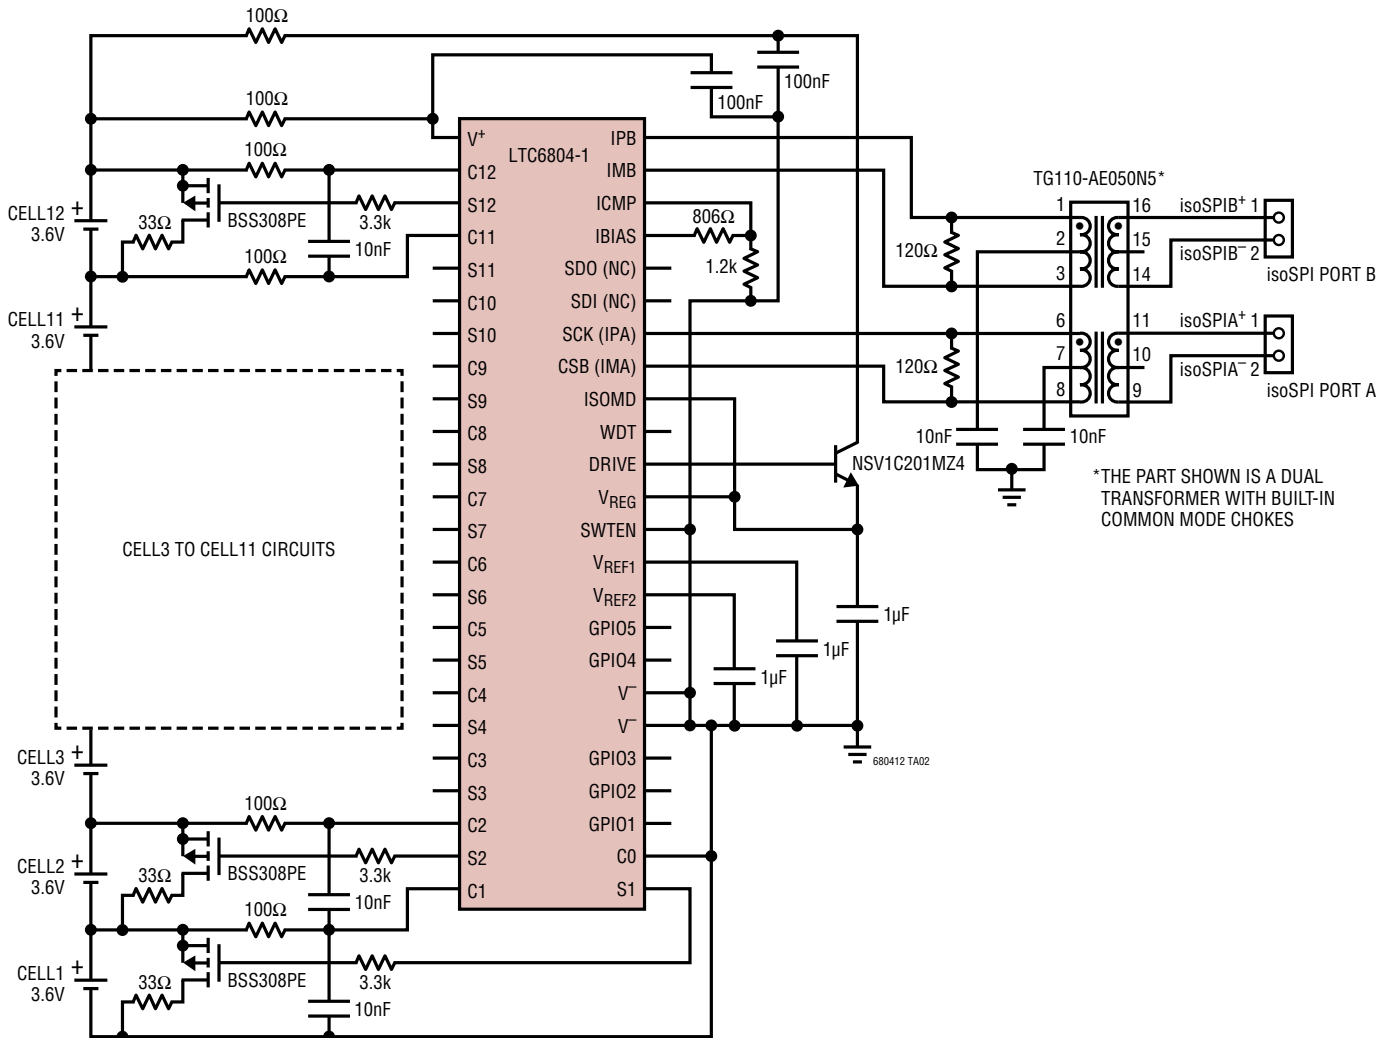 100Ω
100nF
100nF
100Ω
100Ω
CELL12 +
3.6V
33Ω
BSS308PE
3.3k
10nF
100Ω
CELL11 +
3.6V
CELL3 TO CELL11 CIRCUITS
CELL3 +
3.6V
100Ω
CELL2 +
3.6V
33Ω
BSS308PE
3.3k
10nF
100Ω
CELL1 +
3.6V
33Ω
BSS308PE
3.3k
10nF
LTC6804-1
V+
C12
S12
C11
S11
C10
S10
C9
S9
C8
S8
C7
S7
C6
S6
C5
S5
C4
S4
C3
S3
C2
S2
C1
IPB
IMB
ICMP
IBIAS
SDO (NC)
SDI (NC)
SCK (IPA)
CSB (IMA)
ISOMD
WDT
DRIVE
VREG
SWTEN
VREF1
VREF2
GPIO5
GPIO4
V–
V–
GPIO3
GPIO2
GPIO1
C0
S1
806Ω
1.2k
NSV1C201MZ4
1µF
1µF
1µF
680412 TA02
TG110-AE050N5*
120Ω
1
2
3
16
15
14
isoSPIB+ 1
isoSPIB– 2
isoSPI PORT B
120Ω
6
7
8
11
10
9
isoSPIA+ 1
isoSPIA– 2
isoSPI PORT A
10nF
10nF
*THE PART SHOWN IS A DUAL
TRANSFORMER WITH BUILT-IN
COMMON MODE CHOKES